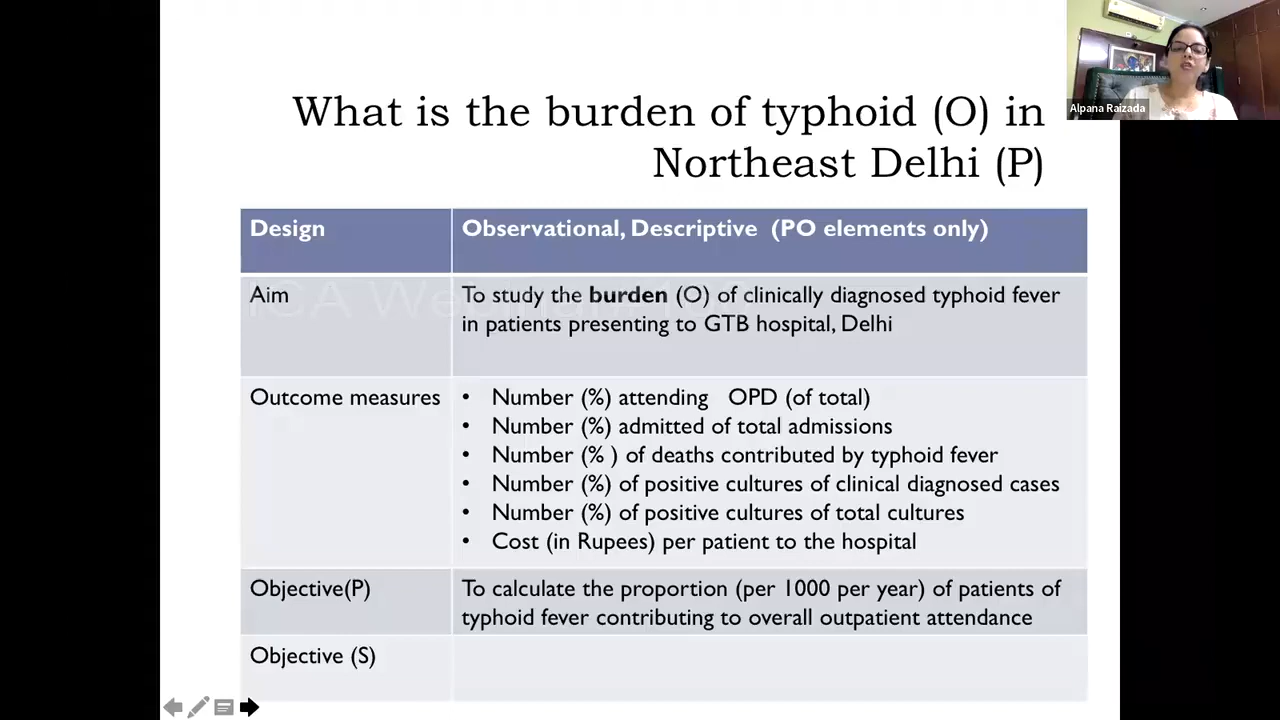 Alpana Raizada
What is the burden of typhoid (O) in
Northeast Delhi (P)
Design
Observational, Descriptive (PO elements only)
Aim
To study the burden (O) of clinically diagnosed typhoid fever
in patients presenting to GTB hospital, Delhi
Outcome measures
• Number (%) attending OPD (of total)
• Number (%) admitted of total admissions
• Number (% ) of deaths contributed by typhoid fever
• Number (%) of positive cultures of clinical diagnosed cases
• Number (%) of positive cultures of total cultures
• Cost (in Rupees) per patient to the hospital
Objective(P)
To calculate the proportion (per 1000 per year) of patients of
typhoid fever contributing to overall outpatient attendance
Objective (S)